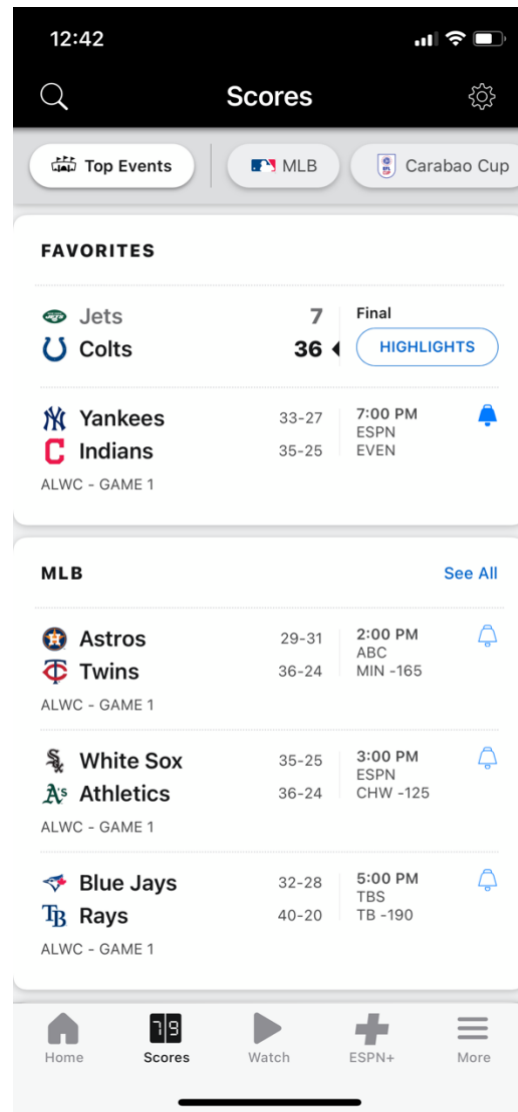 12:42
Scores
Top Events
MLB
Carabao Cup
FAVORITES
Jets 7 Final
Colts 36 HIGHLIGHTS
Yankees 33-27 7:00 PM
ESPN
Indians 35-25 EVEN
ALWC - GAME 1
MLB See All
Astros 29-31 2:00 PM
ABC
Twins 36-24 MIN -165
ALWC - GAME 1
White Sox 35-25 3:00 PM
ESPN
Athletics 36-24 CHW -125
ALWC - GAME 1
Blue Jays 32-28 5:00 PM
TBS
Rays 40-20 TB -190
ALWC - GAME 1
Home Scores Watch ESPN+ More